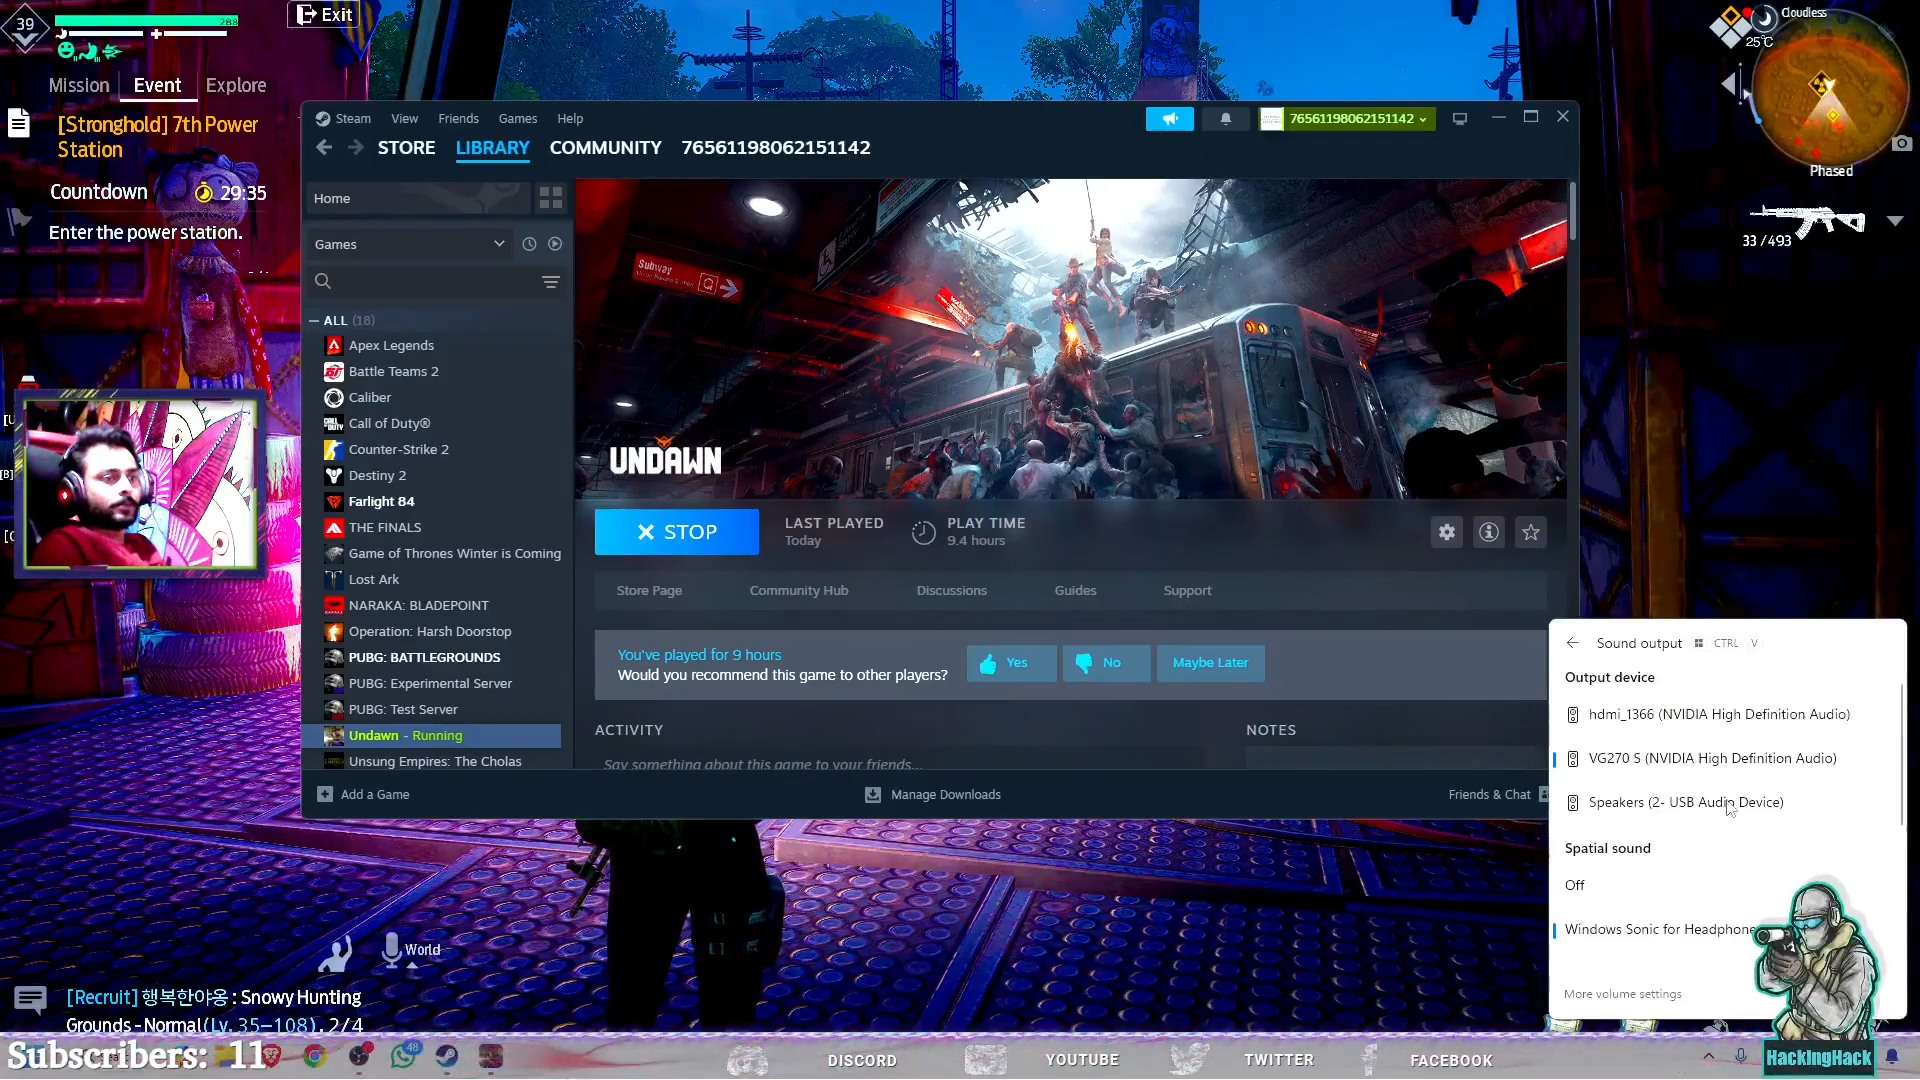 39
288
Exit
Mission
Event
Explore
[Stronghold] 7th Power
Station
Countdown
29:35
Enter the power station.
Cloudless
25°C
Phased
33 /493
Steam
View
Friends
Games
Help
76561198062151142
STORE
LIBRARY
COMMUNITY
76561198062151142
Home
Games
ALL (18)
Apex Legends
Battle Teams 2
Caliber
Call of Duty®
Counter-Strike 2
Destiny 2
Farlight 84
THE FINALS
Game of Thrones Winter is Coming
Lost Ark
NARAKA: BLADEPOINT
Operation: Harsh Doorstop
PUBG: BATTLEGROUNDS
PUBG: Experimental Server
PUBG: Test Server
Undawn - Running
Unsung Empires: The Cholas
Subway
UNDAWN
STOP
LAST PLAYED
Today
PLAY TIME
9.4 hours
Store Page
Community Hub
Discussions
Guides
Support
You've played for 9 hours
Would you recommend this game to other players?
Yes
No
Maybe Later
ACTIVITY
NOTES
Say something about this game to your friends...
Add a Game
Manage Downloads
Friends & Chat
Sound output
CTRL
V
Output device
hdmi_1366 (NVIDIA High Definition Audio)
VG270 S (NVIDIA High Definition Audio)
Speakers (2- USB Audio Device)
Spatial sound
Off
Windows Sonic for Headphone
More volume settings
World
[Recruit] 행복한야옹 : Snowy Hunting
Grounds - Normal(Lv. 35-108). 2/4
Subscribers: 11
48
DISCORD
YOUTUBE
TWITTER
FACEBOOK
HackingHack